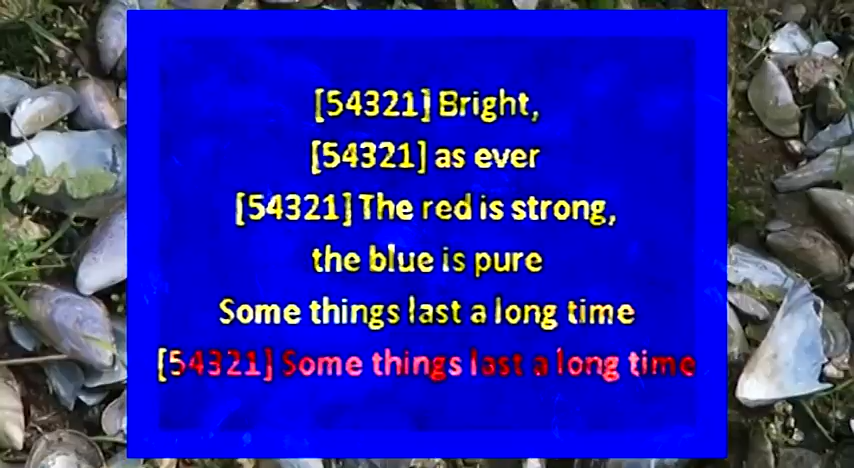 [54321] Bright,
[54321] as ever
[54321] The red is strong,
the blue is pure
Some things last a long time
[54321] Some things last a long time